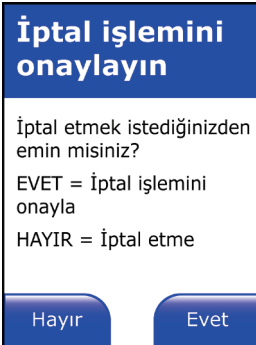 İptal işlemini
onaylayın
İptal etmek istediğinizden
emin misiniz?
EVET = İptal işlemini
onayla
HAYIR = İptal etme
Hayır
Evet